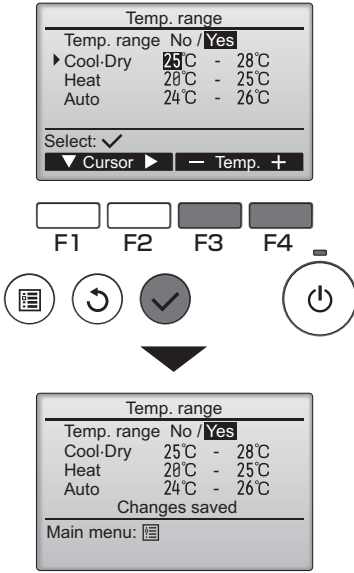 Temp. range
Temp. range No / Yes
Cool·Dry 25°C - 28°C
Heat 20°C - 25°C
Auto 24°C - 26°C
Select: ✓
▼ Cursor ▶ − Temp. +
F1 F2 F3 F4
Temp. range
Temp. range No / Yes
Cool·Dry 25°C - 28°C
Heat 20°C - 25°C
Auto 24°C - 26°C
Changes saved
Main menu: